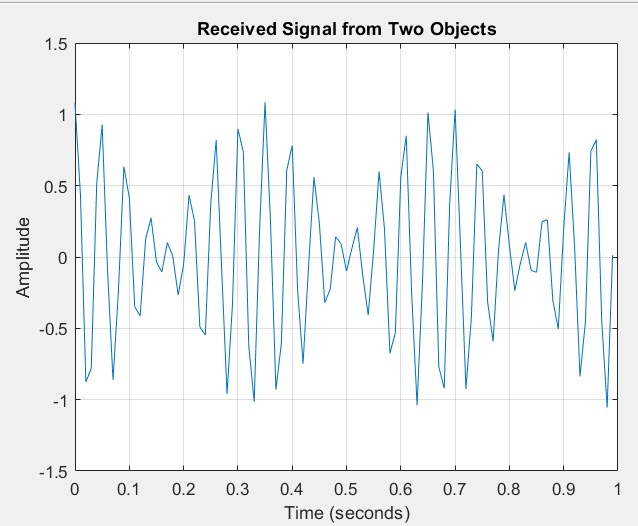 Received Signal from Two Objects
1.5
1
0.5
0
-0.5
-1
-1.5
Amplitude
0 0.1 0.2 0.3 0.4 0.5 0.6 0.7 0.8 0.9 1
Time (seconds)